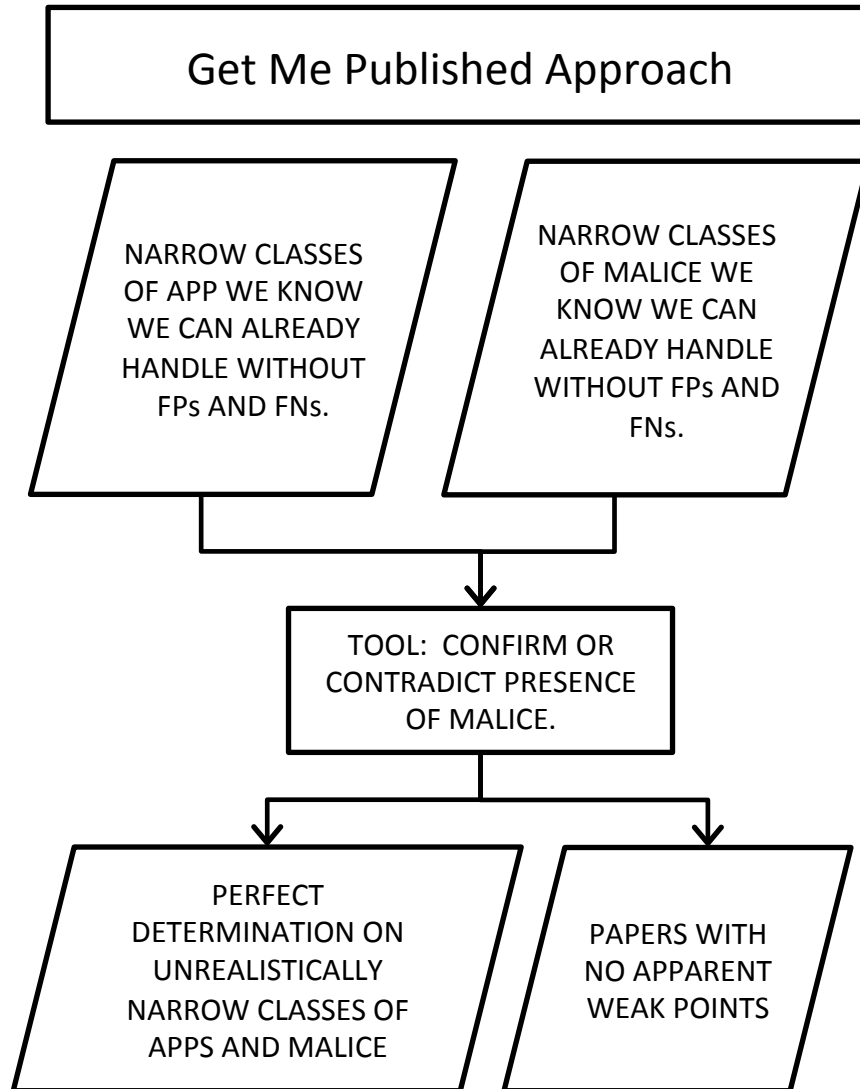 Get Me Published Approach
NARROW CLASSES
OF APP WE KNOW
WE CAN ALREADY
HANDLE WITHOUT
FPs AND FNs.
NARROW CLASSES
OF MALICE WE
KNOW WE CAN
ALREADY HANDLE
WITHOUT FPs AND
FNs.
TOOL:  CONFIRM OR
CONTRADICT PRESENCE
OF MALICE.
PERFECT
DETERMINATION ON
UNREALISTICALLY
NARROW CLASSES OF
APPS AND MALICE
PAPERS WITH
NO APPARENT
WEAK POINTS